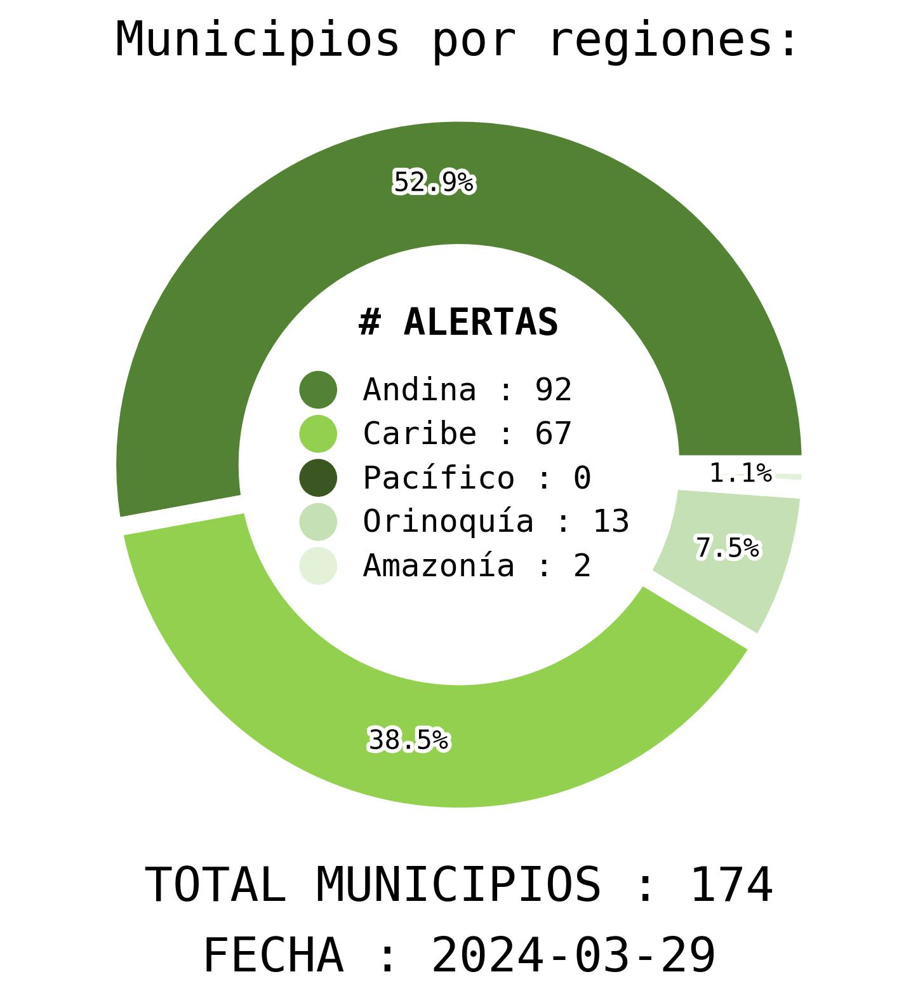 Municipios por regiones:
52.9%
# ALERTAS
Andina : 92
Caribe : 67
Pacífico : 0
Orinoquía : 13
Amazonía : 2
1.1%
7.5%
38.5%
TOTAL MUNICIPIOS : 174
FECHA : 2024-03-29